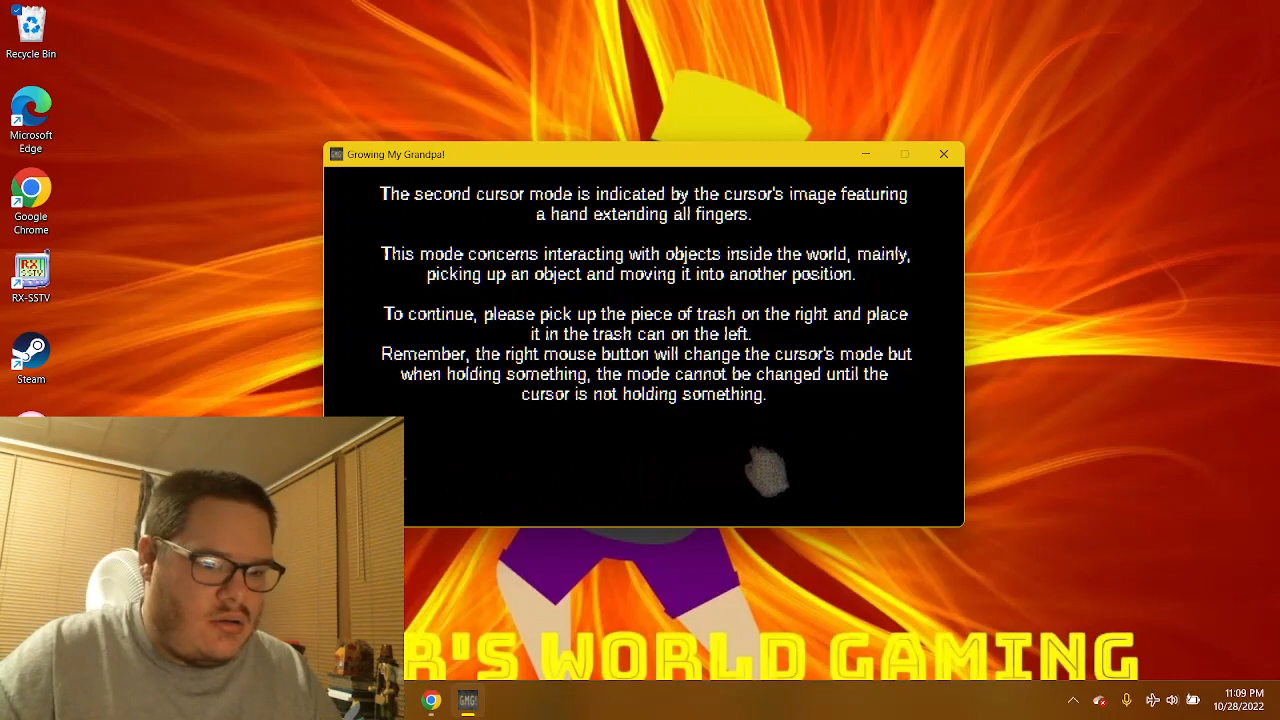 Recycle Bin
Microsoft
Edge
Google
Chrome
RX-SSTV
RX-SSTV
Steam
Growing My Grandpa!
The second cursor mode is indicated by the cursor's image featuring
a hand extending all fingers.
This mode concerns interacting with objects inside the world, mainly,
picking up an object and moving it into another position.
To continue, please pick up the piece of trash on the right and place
it in the trash can on the left.
Remember, the right mouse button will change the cursor's mode but
when holding something, the mode cannot be changed until the
cursor is not holding something.
R'S WORLD GAMING
GMG!
11:09 PM
10/28/2022